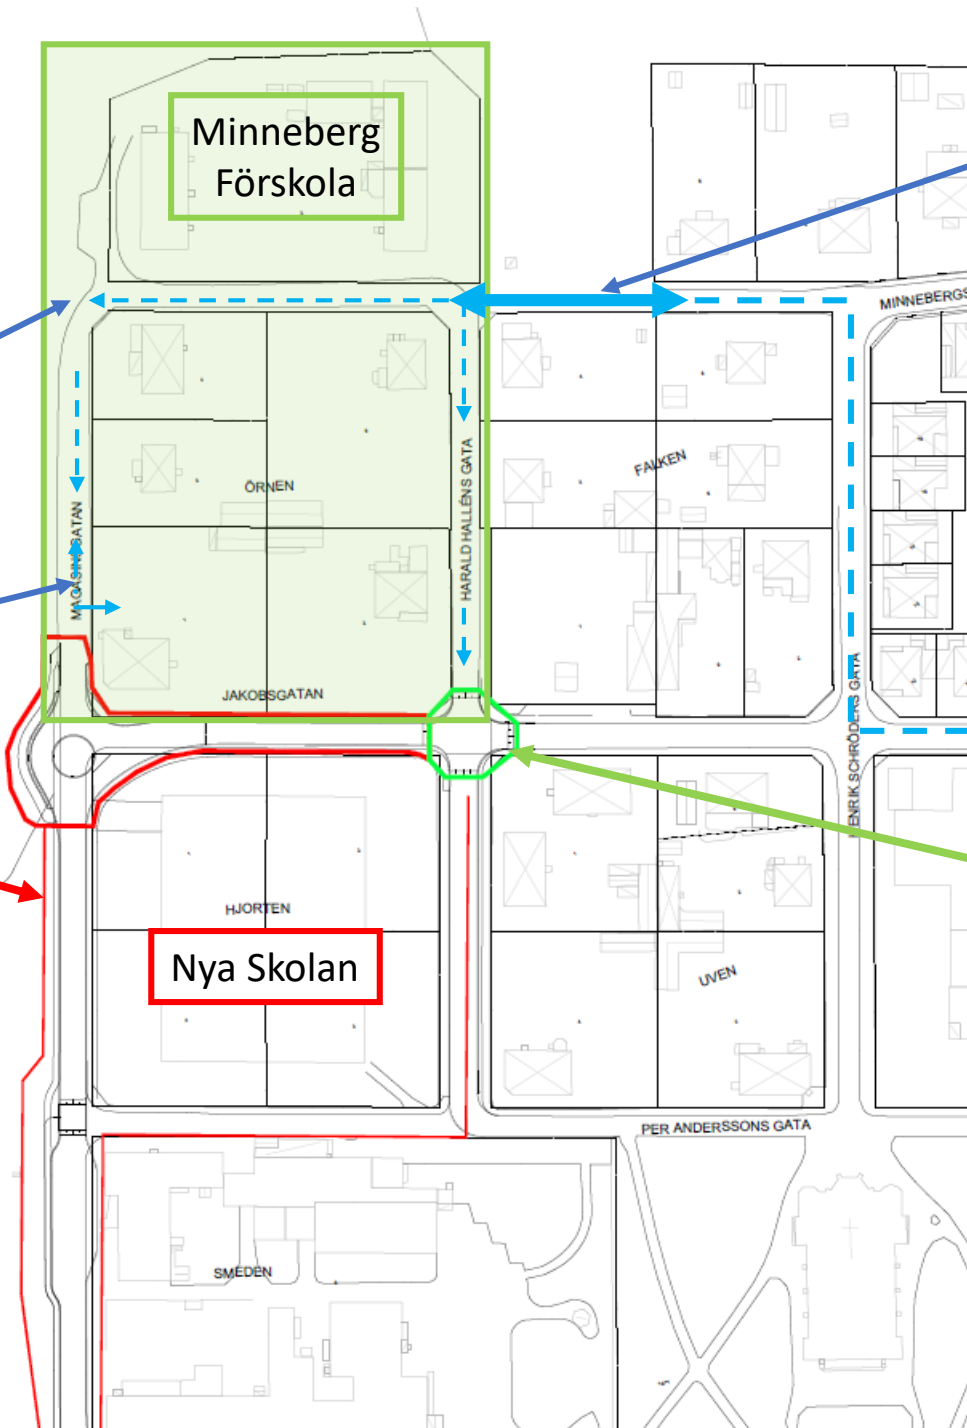 Minneberg
Förskola
MINNEBERGS
FALKEN
ÖRNEN
HARALD HALLÉNS GATA
MAGASINSGATAN
JAKOBSGATAN
HENRIK SCHRÖDERS GATA
HJORTEN
Nya Skolan
UVEN
PER ANDERSSONS GATA
SMEDEN